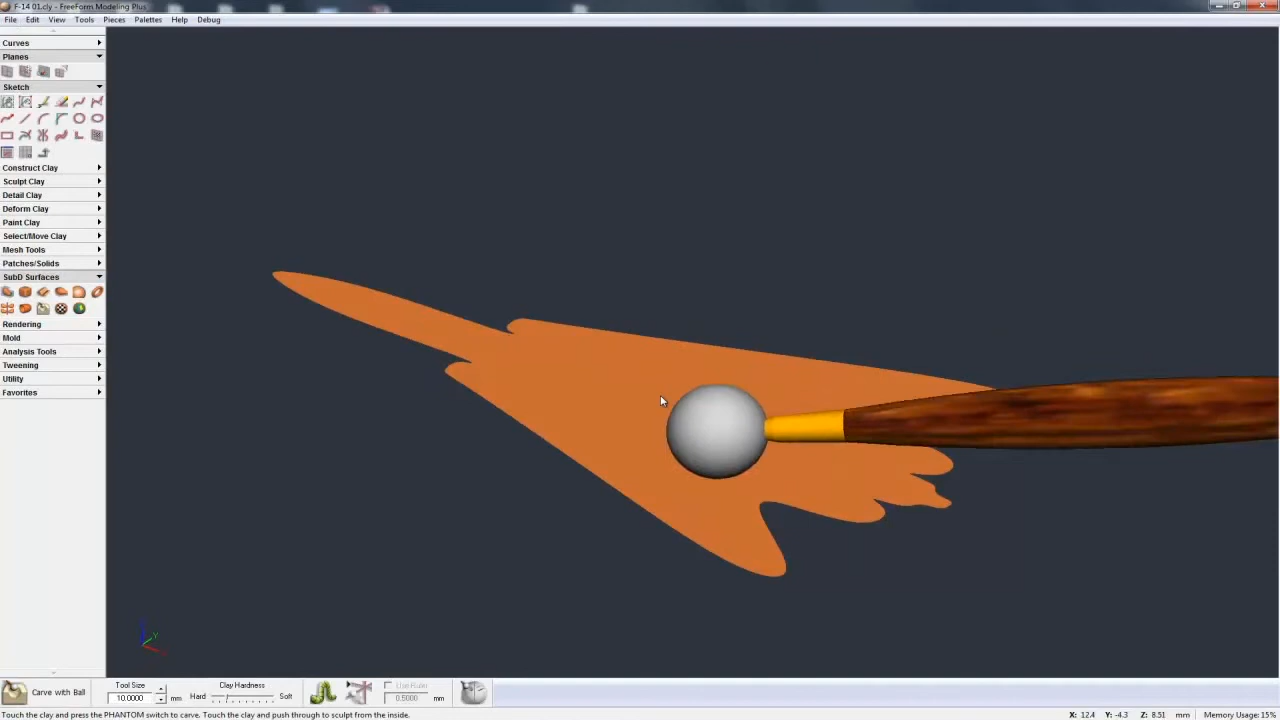 F-14 01.cly - FreeForm Modeling Plus
File Edit View Tools Pieces Palettes Help Debug
Curves
Planes
Sketch
Construct Clay
Sculpt Clay
Detail Clay
Deform Clay
Paint Clay
Select/Move Clay
Mesh Tools
Patches/Solids
SubD Surfaces
Rendering
Mold
Analysis Tools
Tweening
Utility
Favorites
Z
Y
Carve with Ball
Tool Size
10.0000 mm
Clay Hardness
Hard Soft
Use Ruler
0.5000 mm
Touch the clay and press the PHANTOM switch to carve. Touch the clay and push through to sculpt from the inside.
X: 12.4 Y: -4.3 Z: 8.51 mm Memory Usage: 15%